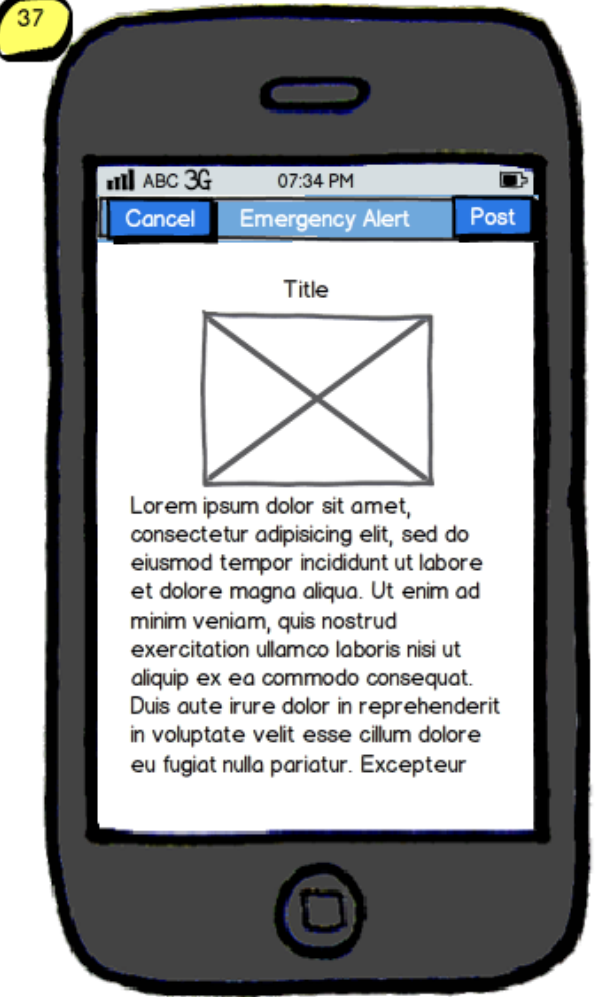 37
ABC 3G 07:34 PM
Cancel Emergency Alert Post
Title
Lorem ipsum dolor sit amet,
consectetur adipisicing elit, sed do
eiusmod tempor incididunt ut labore
et dolore magna aliqua. Ut enim ad
minim veniam, quis nostrud
exercitation ullamco laboris nisi ut
aliquip ex ea commodo consequat.
Duis aute irure dolor in reprehenderit
in voluptate velit esse cillum dolore
eu fugiat nulla pariatur. Excepteur